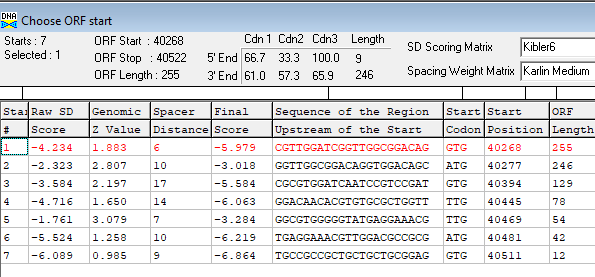 DNA Choose ORF start
Starts : 7 ORF Start : 40268 Cdn 1 Cdn2 Cdn3 Length SD Scoring Matrix Kibler6
Selected : 1 ORF Stop : 40522 5' End 66.7 33.3 100.0 9
ORF Length : 255 3' End 61.0 57.3 65.9 246 Spacing Weight Matrix Karlin Medium
Star Raw SD Genomic Spacer Final Sequence of the Region Start Start ORF
# Score Z Value Distance Score Upstream of the Start Codon Position Length
1 -4.234 1.883 6 -5.979 CGTTGGATCGGTTGGCGGACAG GTG 40268 255
2 -2.323 2.807 10 -3.018 GGTTGGCGGACAGGTGGATCGG ATG 40277 246
3 -3.584 2.197 17 -5.584 CGCGTGGATCAATCCGTCCGAT GTG 40394 129
4 -4.716 1.650 14 -6.063 GGACAACACGTGTGCGCTGGTT TTG 40445 78
5 -1.761 3.079 7 -3.284 GGCGTGGGGGTATGAGGAACG TTG 40469 54
6 -5.524 1.258 10 -6.219 TGAGGAACGTTGGACTGCGGAG ATG 40481 42
7 -6.089 0.985 9 -6.864 TGCCGCCGCTGCTGCTGCGCCG GTG 40511 12